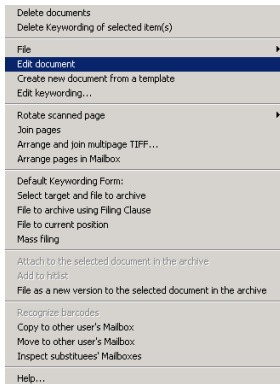 Delete documents
Delete Keywording of selected item(s)
File
Edit document
Create new document from a template
Edit keywording...
Rotate scanned page
Join pages
Arrange and join multipage TIFF...
Arrange pages in Mailbox
Default Keywording Form:
Select target and file to archive
File to archive using Filing Clause
File to current position
Mass filing
Attach to the selected document in the archive
Add to hitlist
File as a new version to the selected document in the archive
Recognize barcodes
Copy to other user's Mailbox
Move to other user's Mailbox
Inspect substituees' Mailboxes
Help...